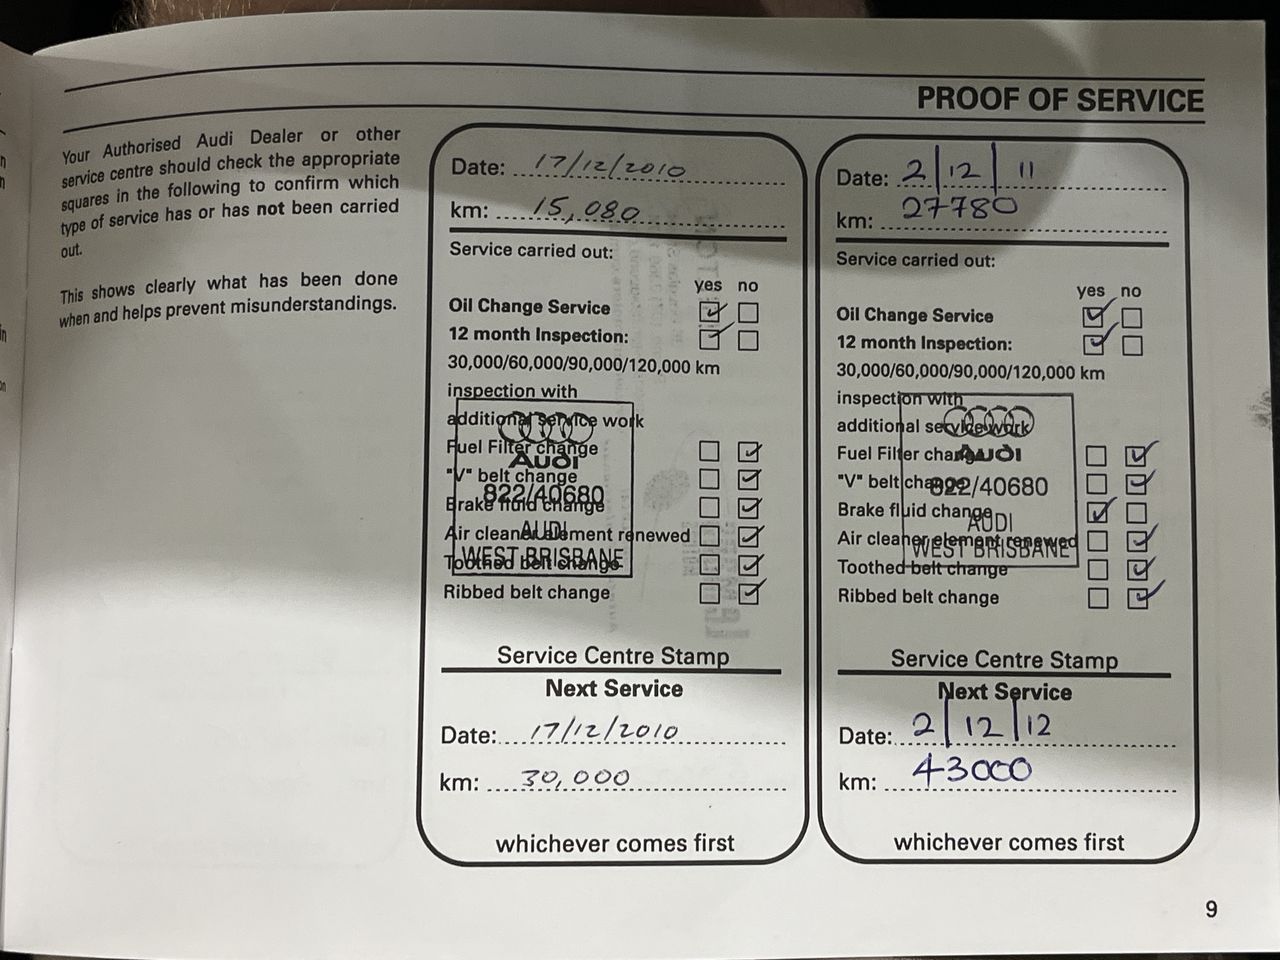 PROOF OF SERVICE
Your Authorised Audi Dealer or other
service centre should check the appropriate
squares in the following to confirm which
type of service has or has not been carried
out.
This shows clearly what has been done
when and helps prevent misunderstandings.
Date: 17/12/2010
km: 15,080
Service carried out:
yes no
Oil Change Service
12 month Inspection:
30,000/60,000/90,000/120,000 km
inspection with
additional service work
Fuel Filter change
"V" belt change
Brake fluid change
Air cleaner element renewed
Toothed belt change
Ribbed belt change
Audi
822/40680
AUDI
WEST BRISBANE
Service Centre Stamp
Next Service
Date: 17/12/2010
km: 30,000
whichever comes first
Date: 2/12/11
km: 27780
Service carried out:
yes no
Oil Change Service
12 month Inspection:
30,000/60,000/90,000/120,000 km
inspection with
additional service work
Fuel Filter change
"V" belt change
Brake fluid change
Air cleaner element renewed
Toothed belt change
Ribbed belt change
Audi
822/40680
AUDI
WEST BRISBANE
Service Centre Stamp
Next Service
Date: 2/12/12
km: 43000
whichever comes first
9